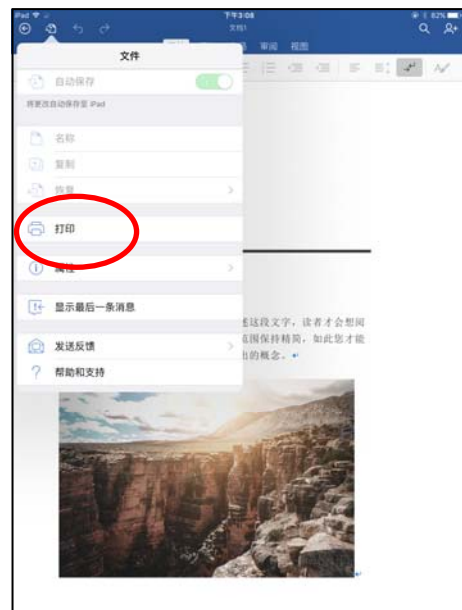 iPad
下午3:08
82%
文档1
审阅 视图
文件
自动保存
将更改自动保存至 iPad
名称
复制
恢复
打印
属性
显示最后一条消息
述这段文字，读者才会想阅
范围保持精简，如此您才能
出的概念。
发送反馈
帮助和支持